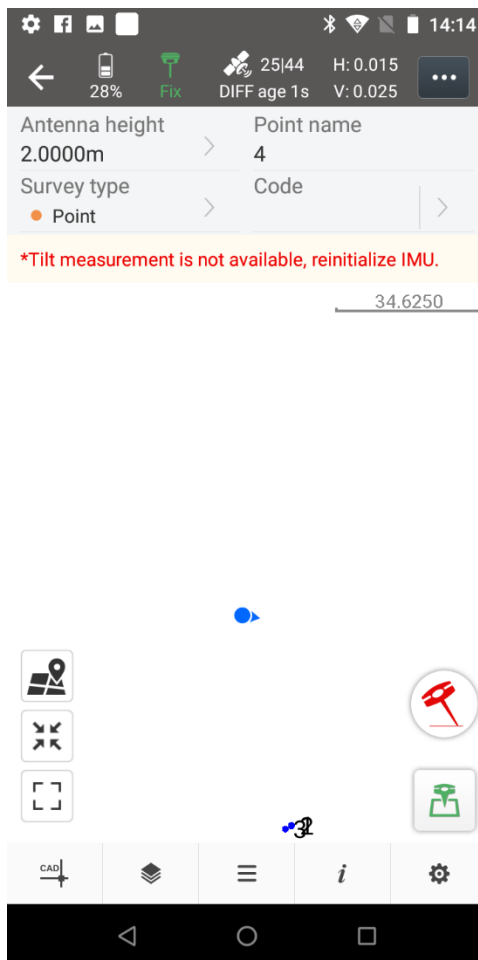 14:14
28%
Fix
25|44
DIFF age 1s
H: 0.015
V: 0.025
Antenna height
2.0000m
Point name
4
Survey type
Point
Code
*Tilt measurement is not available, reinitialize IMU.
34.6250
CAD
i